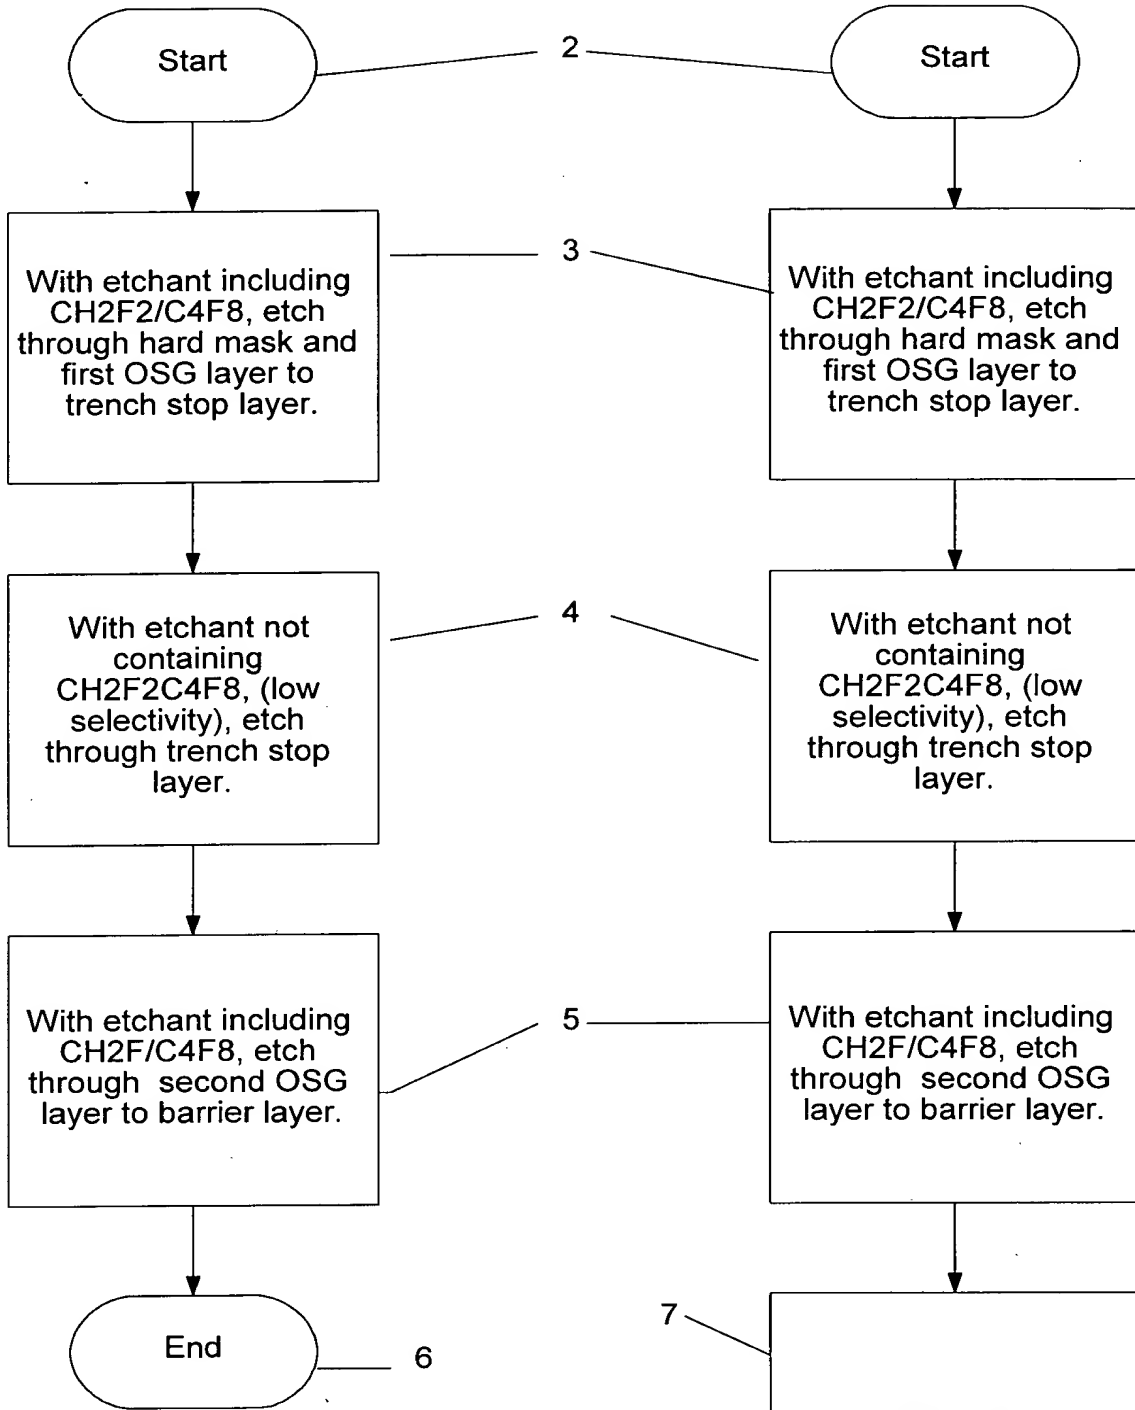 Start
2
Start
With etchant including
CH2F2/C4F8, etch
through hard mask and
first OSG layer to
trench stop layer.
3
With etchant including
CH2F2/C4F8, etch
through hard mask and
first OSG layer to
trench stop layer.
With etchant not
containing
CH2F2C4F8, (low
selectivity), etch
through trench stop
layer.
4
With etchant not
containing
CH2F2C4F8, (low
selectivity), etch
through trench stop
layer.
With etchant including
CH2F/C4F8, etch
through second OSG
layer to barrier layer.
5
With etchant including
CH2F/C4F8, etch
through second OSG
layer to barrier layer.
End
6
7